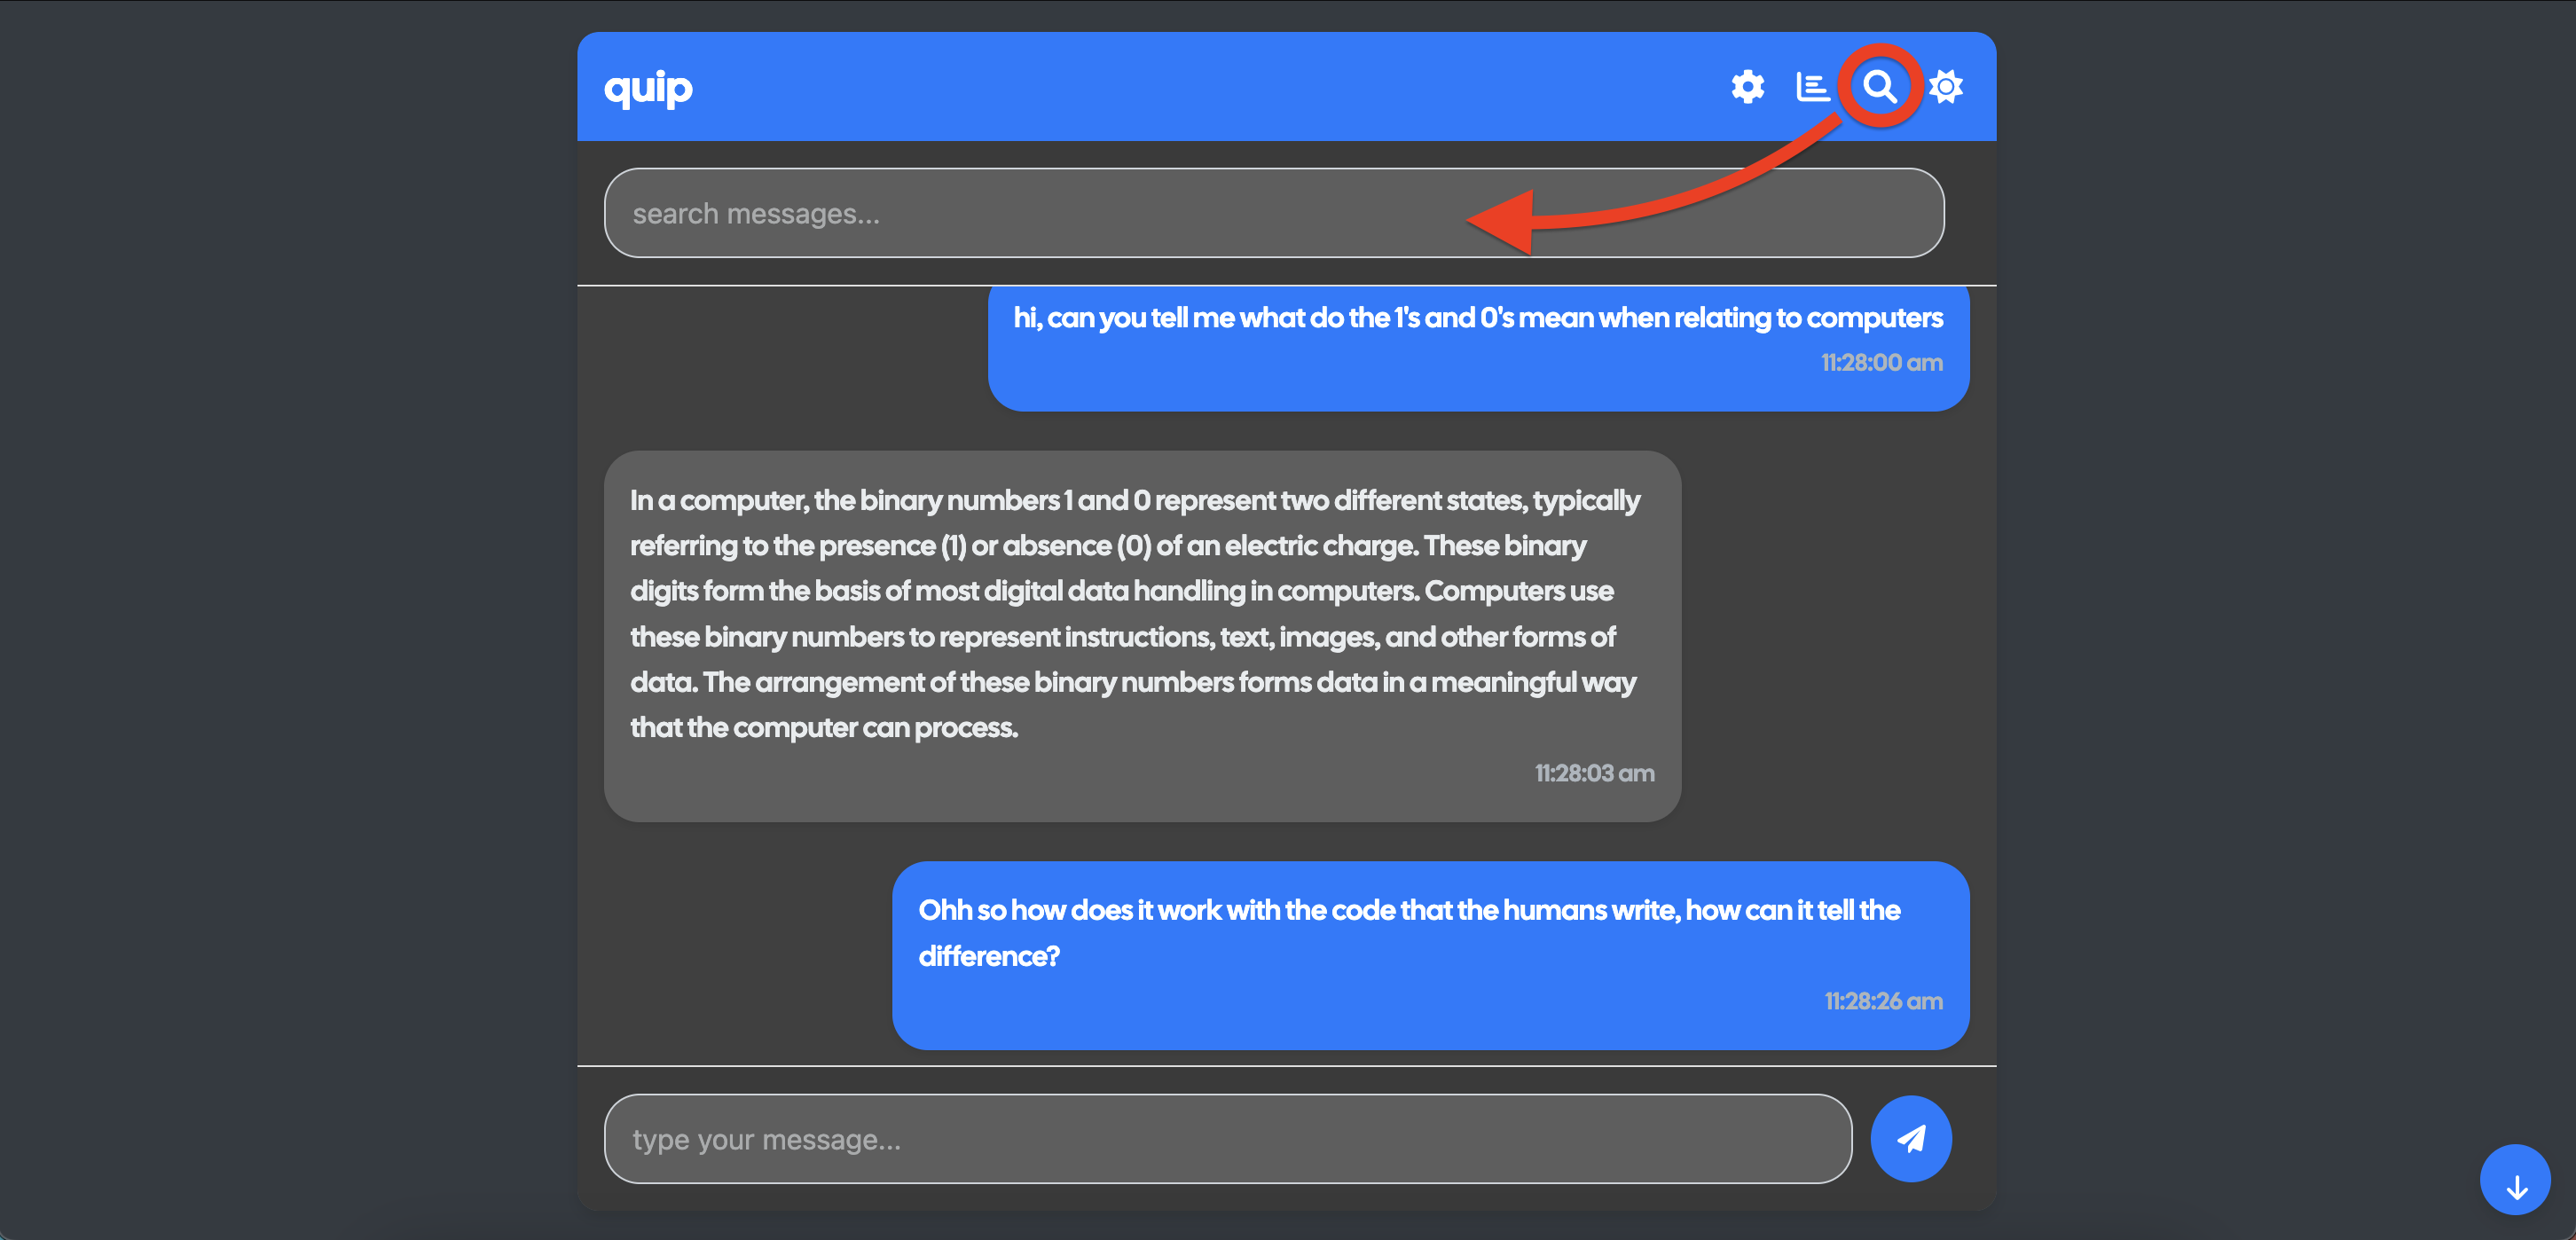 quip
search messages...
hi, can you tell me what do the 1's and 0's mean when relating to computers
11:28:00 am
In a computer, the binary numbers 1 and 0 represent two different states, typically
referring to the presence (1) or absence (0) of an electric charge. These binary
digits form the basis of most digital data handling in computers. Computers use
these binary numbers to represent instructions, text, images, and other forms of
data. The arrangement of these binary numbers forms data in a meaningful way
that the computer can process.
11:28:03 am
Ohh so how does it work with the code that the humans write, how can it tell the
difference?
11:28:26 am
type your message...